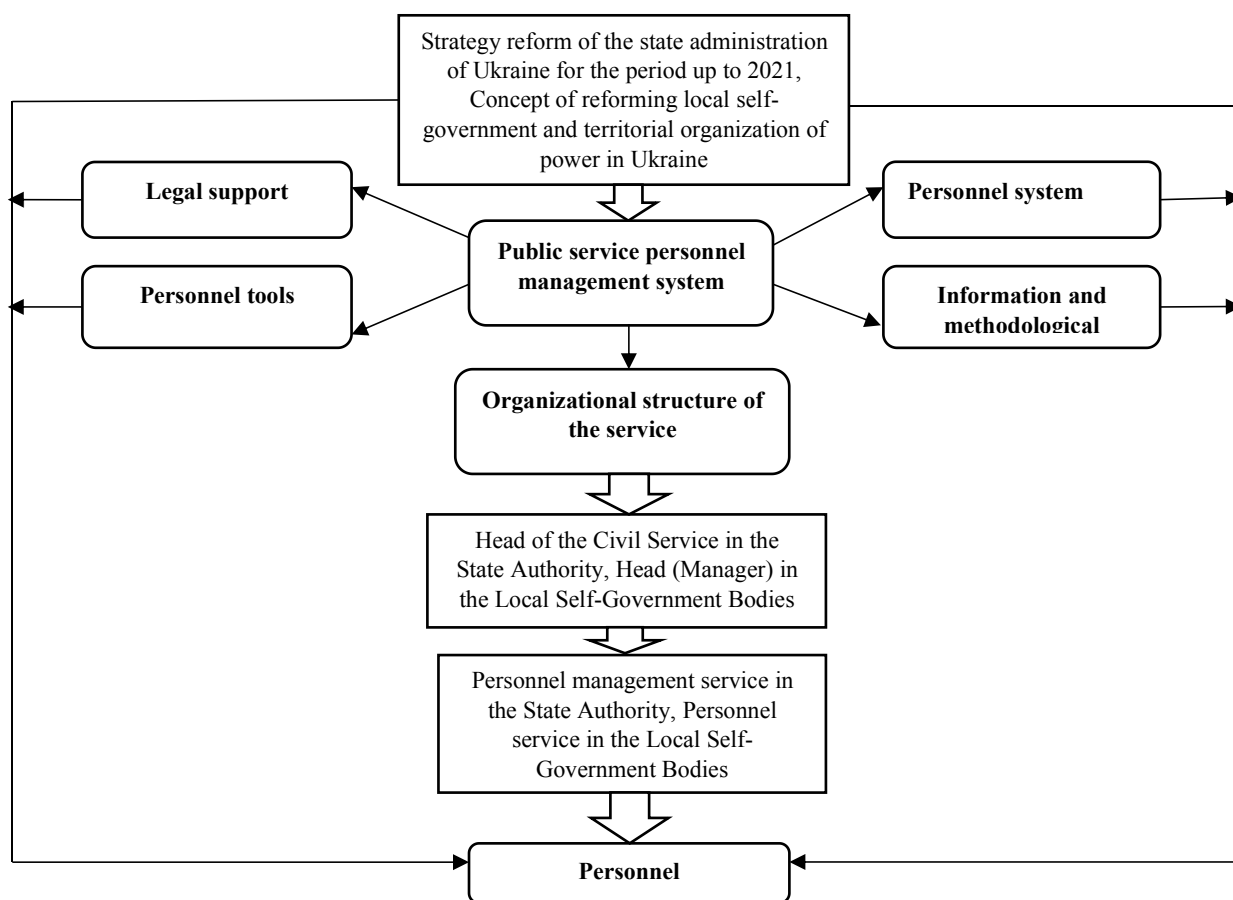 Strategy reform of the state administration
of Ukraine for the period up to 2021,
Concept of reforming local self-
government and territorial organization of
power in Ukraine
Legal support
Personnel system
Public service personnel
management system
Personnel tools
Information and
methodological
Organizational structure of
the service
Head of the Civil Service in the
State Authority, Head (Manager) in
the Local Self-Government Bodies
Personnel management service in
the State Authority, Personnel
service in the Local Self-
Government Bodies
Personnel